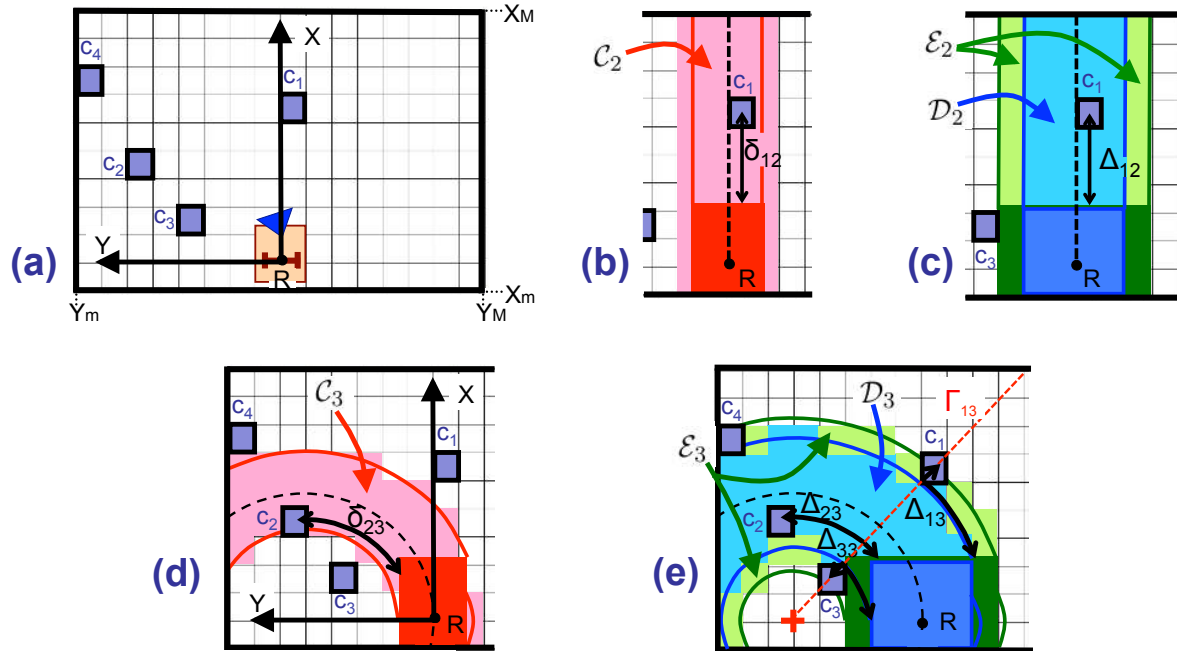 X_M
X
c₄
c₁
c₂
c₃
Y
R
X_m
Y_m
Y_M
(a)
C₂
c₁
δ₁₂
R
(b)
ℰ₂
c₁
𝒟₂
Δ₁₂
c₃
R
(c)
C₃
X
c₄
c₁
c₂
δ₂₃
c₃
Y
R
(d)
𝒟₃
Γ₁₃
c₄
c₁
ℰ₃
c₂
Δ₂₃
Δ₁₃
Δ₃₃
c₃
R
(e)